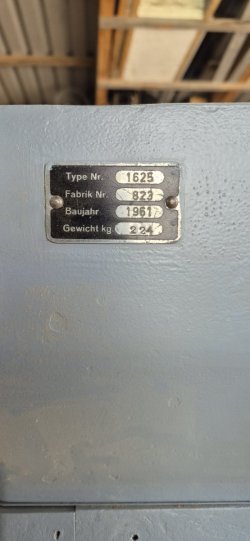 Type Nr. 1625
Fabrik Nr. 823
Baujahr 1961
Gewicht kg 224